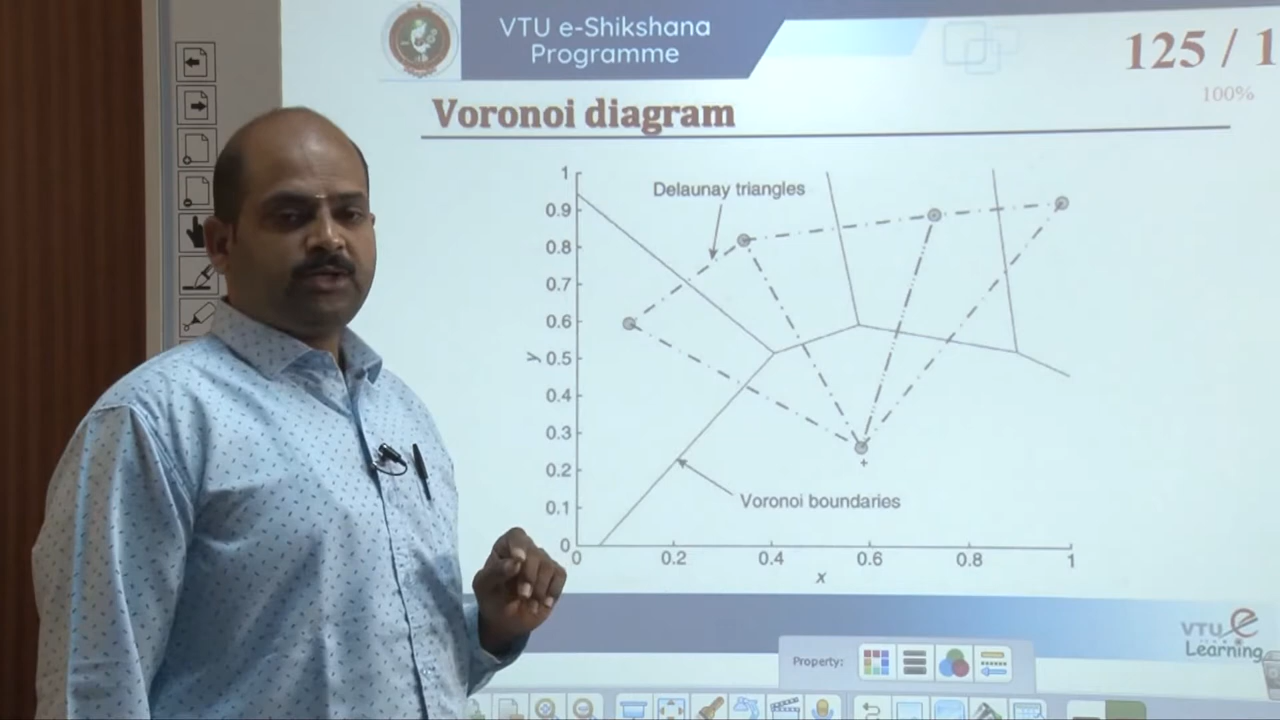 VTU e-Shikshana
Programme
125 / 1
100%
Voronoi diagram
Delaunay triangles
1
0.9
0.8
0.7
0.6
0.5
0.4
0.3
0.2
0.1
0
y
Voronoi boundaries
0 0.2 0.4 0.6 0.8 1
x
VTU e
Learning
Property: